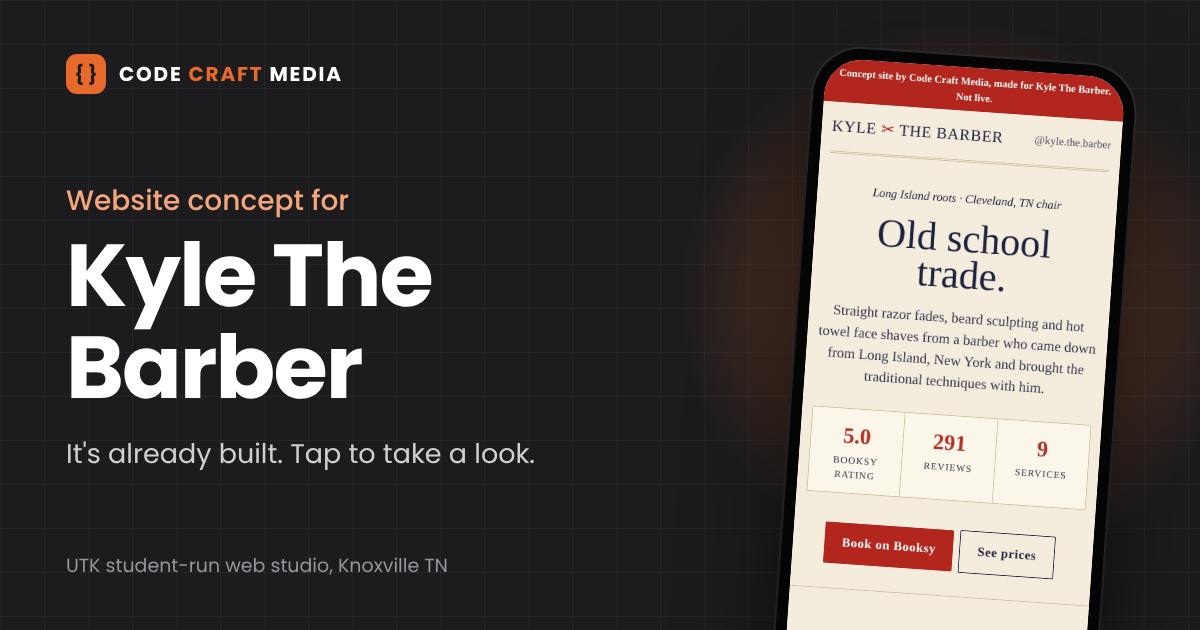 { } CODE CRAFT MEDIA
Website concept for
Kyle The
Barber
It's already built. Tap to take a look.
UTK student-run web studio, Knoxville TN
Concept site by Code Craft Media, made for Kyle The Barber.
Not live.
KYLE ✂ THE BARBER
@kyle.the.barber
Long Island roots · Cleveland, TN chair
Old school
trade.
Straight razor fades, beard sculpting and hot
towel face shaves from a barber who came down
from Long Island, New York and brought the
traditional techniques with him.
5.0
BOOKSY
RATING
291
REVIEWS
9
SERVICES
Book on Booksy
See prices